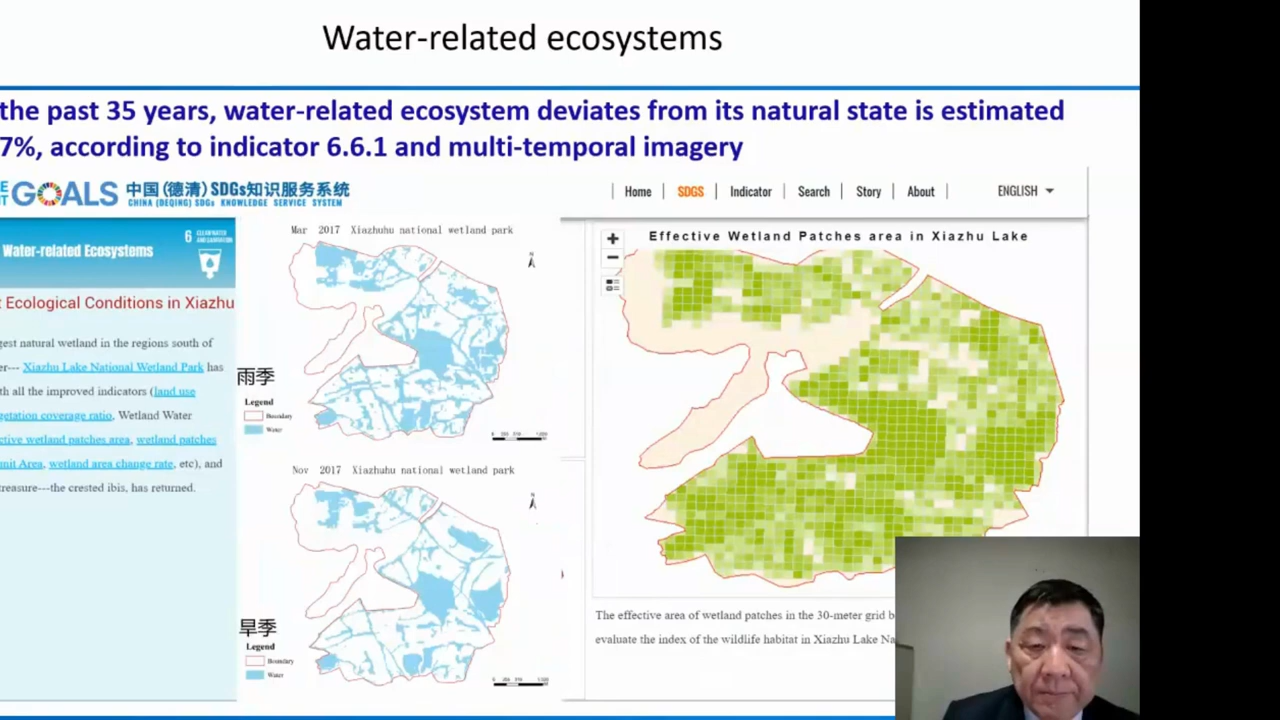 Water-related ecosystems
the past 35 years, water-related ecosystem deviates from its natural state is estimated
7%, according to indicator 6.6.1 and multi-temporal imagery
GOALS
中国(德清)SDGs知识服务系统
CHINA (DEQING) SDGs KNOWLEDGE SERVICE SYSTEM
Home
SDGS
Indicator
Search
Story
About
ENGLISH
6 CLEAN WATER AND SANITATION
Water-related Ecosystems
Ecological Conditions in Xiazhu
gest natural wetland in the regions south of
er--- Xiazhu Lake National Wetland Park has
th all the improved indicators (land use
getation coverage ratio, Wetland Water
ctive wetland patches area, wetland patches
unit Area, wetland area change rate, etc), and
treasure---the crested ibis, has returned.
Mar 2017 Xiazhuhu national wetland park
N
雨季
Legend
Boundary
Water
Nov 2017 Xiazhuhu national wetland park
N
旱季
Legend
Boundary
Water
Effective Wetland Patches area in Xiazhu Lake
+
−
The effective area of wetland patches in the 30-meter grid b
evaluate the index of the wildlife habitat in Xiazhu Lake Na